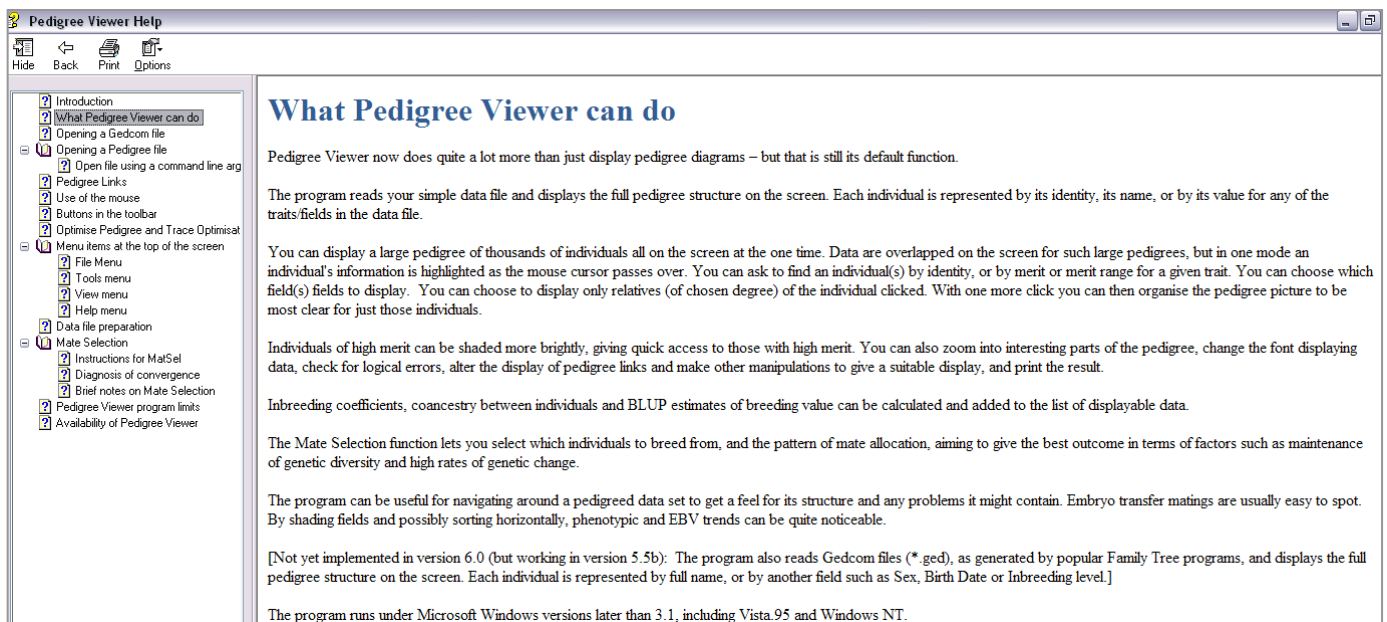 Pedigree Viewer Help
Hide Back Print Options
Introduction
What Pedigree Viewer can do
Opening a Gedcom file
Opening a Pedigree file
Open file using a command line arg
Pedigree Links
Use of the mouse
Buttons in the toolbar
Optimise Pedigree and Trace Optimisat
Menu items at the top of the screen
File Menu
Tools menu
View menu
Help menu
Data file preparation
Mate Selection
Instructions for MatSel
Diagnosis of convergence
Brief notes on Mate Selection
Pedigree Viewer program limits
Availability of Pedigree Viewer
What Pedigree Viewer can do
Pedigree Viewer now does quite a lot more than just display pedigree diagrams – but that is still its default function.
The program reads your simple data file and displays the full pedigree structure on the screen. Each individual is represented by its identity, its name, or by its value for any of the
traits/fields in the data file.
You can display a large pedigree of thousands of individuals all on the screen at the one time. Data are overlapped on the screen for such large pedigrees, but in one mode an
individual's information is highlighted as the mouse cursor passes over. You can ask to find an individual(s) by identity, or by merit or merit range for a given trait. You can choose which
field(s) fields to display.  You can choose to display only relatives (of chosen degree) of the individual clicked. With one more click you can then organise the pedigree picture to be
most clear for just those individuals.
Individuals of high merit can be shaded more brightly, giving quick access to those with high merit. You can also zoom into interesting parts of the pedigree, change the font displaying
data, check for logical errors, alter the display of pedigree links and make other manipulations to give a suitable display, and print the result.
Inbreeding coefficients, coancestry between individuals and BLUP estimates of breeding value can be calculated and added to the list of displayable data.
The Mate Selection function lets you select which individuals to breed from, and the pattern of mate allocation, aiming to give the best outcome in terms of factors such as maintenance
of genetic diversity and high rates of genetic change.
The program can be useful for navigating around a pedigreed data set to get a feel for its structure and any problems it might contain. Embryo transfer matings are usually easy to spot.
By shading fields and possibly sorting horizontally, phenotypic and EBV trends can be quite noticeable.
[Not yet implemented in version 6.0 (but working in version 5.5b):  The program also reads Gedcom files (*.ged), as generated by popular Family Tree programs, and displays the full
pedigree structure on the screen. Each individual is represented by full name, or by another field such as Sex, Birth Date or Inbreeding level.]
The program runs under Microsoft Windows versions later than 3.1, including Vista.95 and Windows NT.